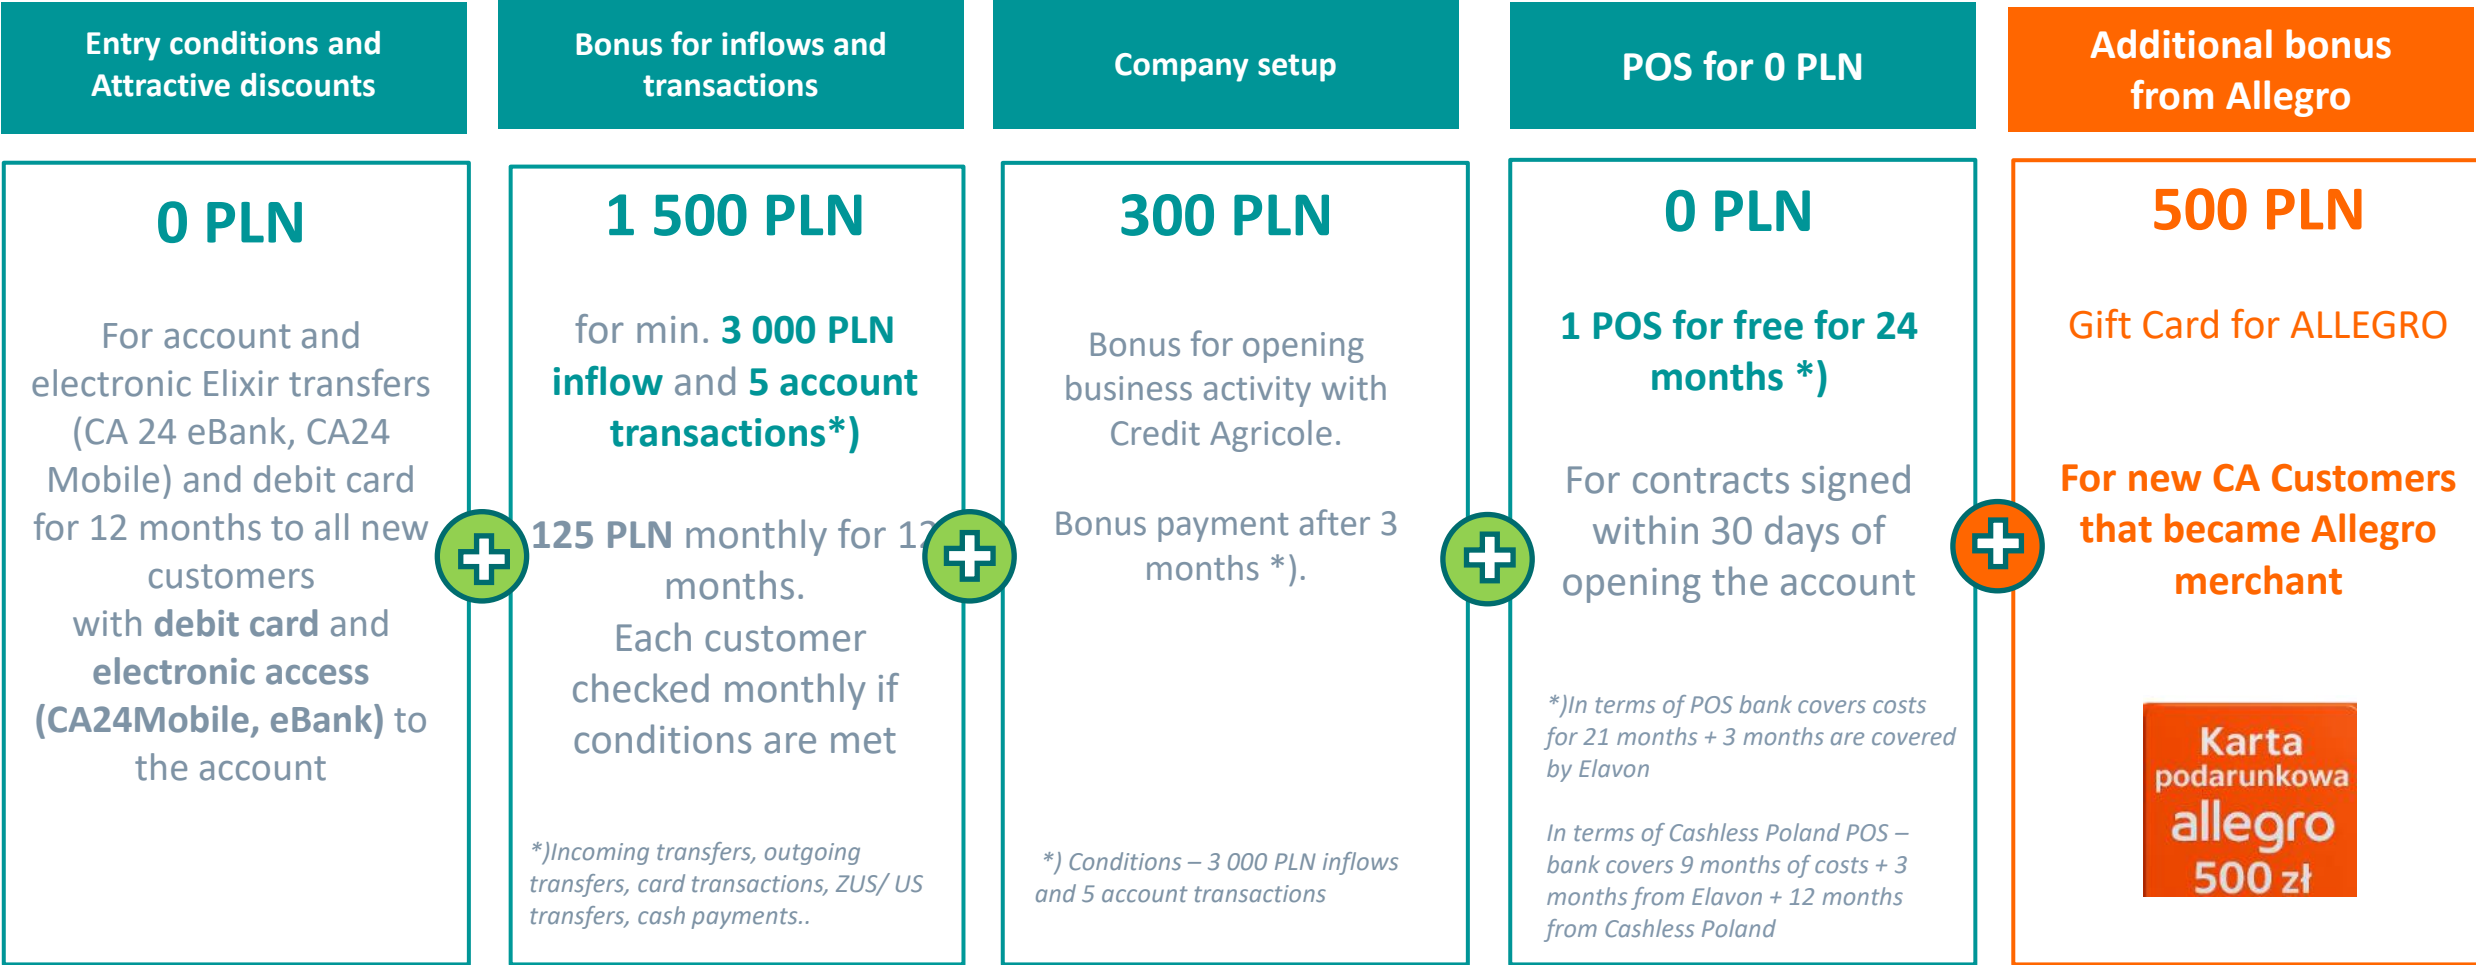 Entry conditions and
Attractive discounts
0 PLN
For account and
electronic Elixir transfers
(CA 24 eBank, CA24
Mobile) and debit card
for 12 months to all new
customers
with debit card and
electronic access
(CA24Mobile, eBank) to
the account
Bonus for inflows and
transactions
1 500 PLN
for min. 3 000 PLN
inflow and 5 account
transactions*)
125 PLN monthly for 12
months.
Each customer
checked monthly if
conditions are met
*)Incoming transfers, outgoing
transfers, card transactions, ZUS/ US
transfers, cash payments..
Company setup
300 PLN
Bonus for opening
business activity with
Credit Agricole.
Bonus payment after 3
months *).
*) Conditions – 3 000 PLN inflows
and 5 account transactions
POS for 0 PLN
0 PLN
1 POS for free for 24
months *)
For contracts signed
within 30 days of
opening the account
*)In terms of POS bank covers costs
for 21 months + 3 months are covered
by Elavon
In terms of Cashless Poland POS –
bank covers 9 months of costs + 3
months from Elavon + 12 months
from Cashless Poland
Additional bonus
from Allegro
500 PLN
Gift Card for ALLEGRO
For new CA Customers
that became Allegro
merchant
Karta
podarunkowa
allegro
500 zł